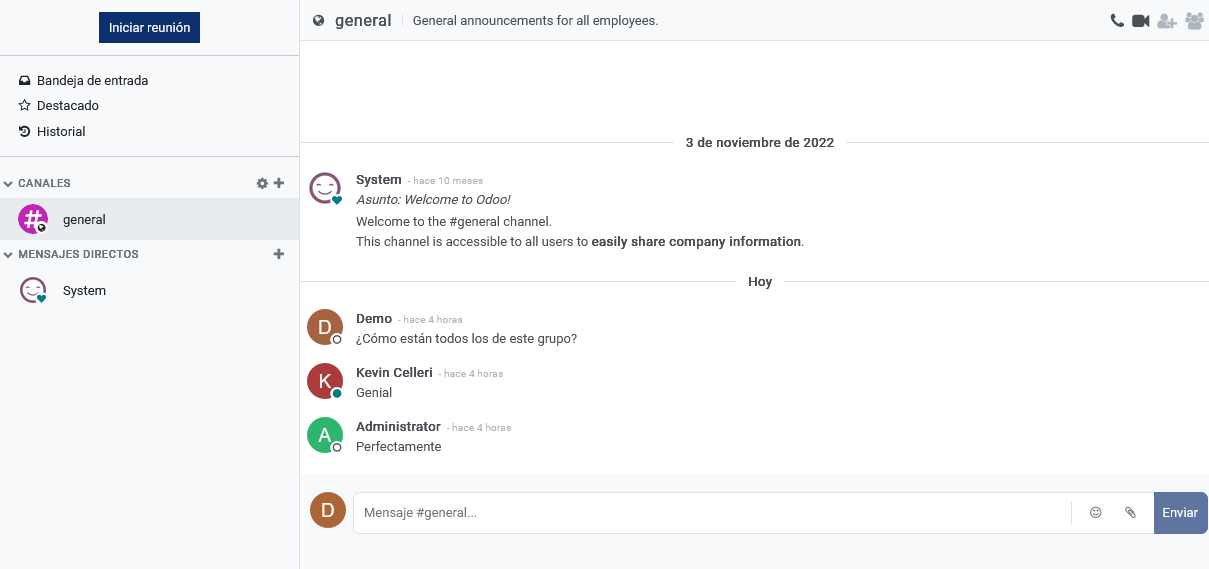 Iniciar reunión
Bandeja de entrada
Destacado
Historial
CANALES
general
MENSAJES DIRECTOS
System
general
General announcements for all employees.
3 de noviembre de 2022
System - hace 10 meses
Asunto: Welcome to Odoo!
Welcome to the #general channel.
This channel is accessible to all users to easily share company information.
Hoy
D
Demo - hace 4 horas
¿Cómo están todos los de este grupo?
K
Kevin Celleri - hace 4 horas
Genial
A
Administrator - hace 4 horas
Perfectamente
D
Mensaje #general...
Enviar